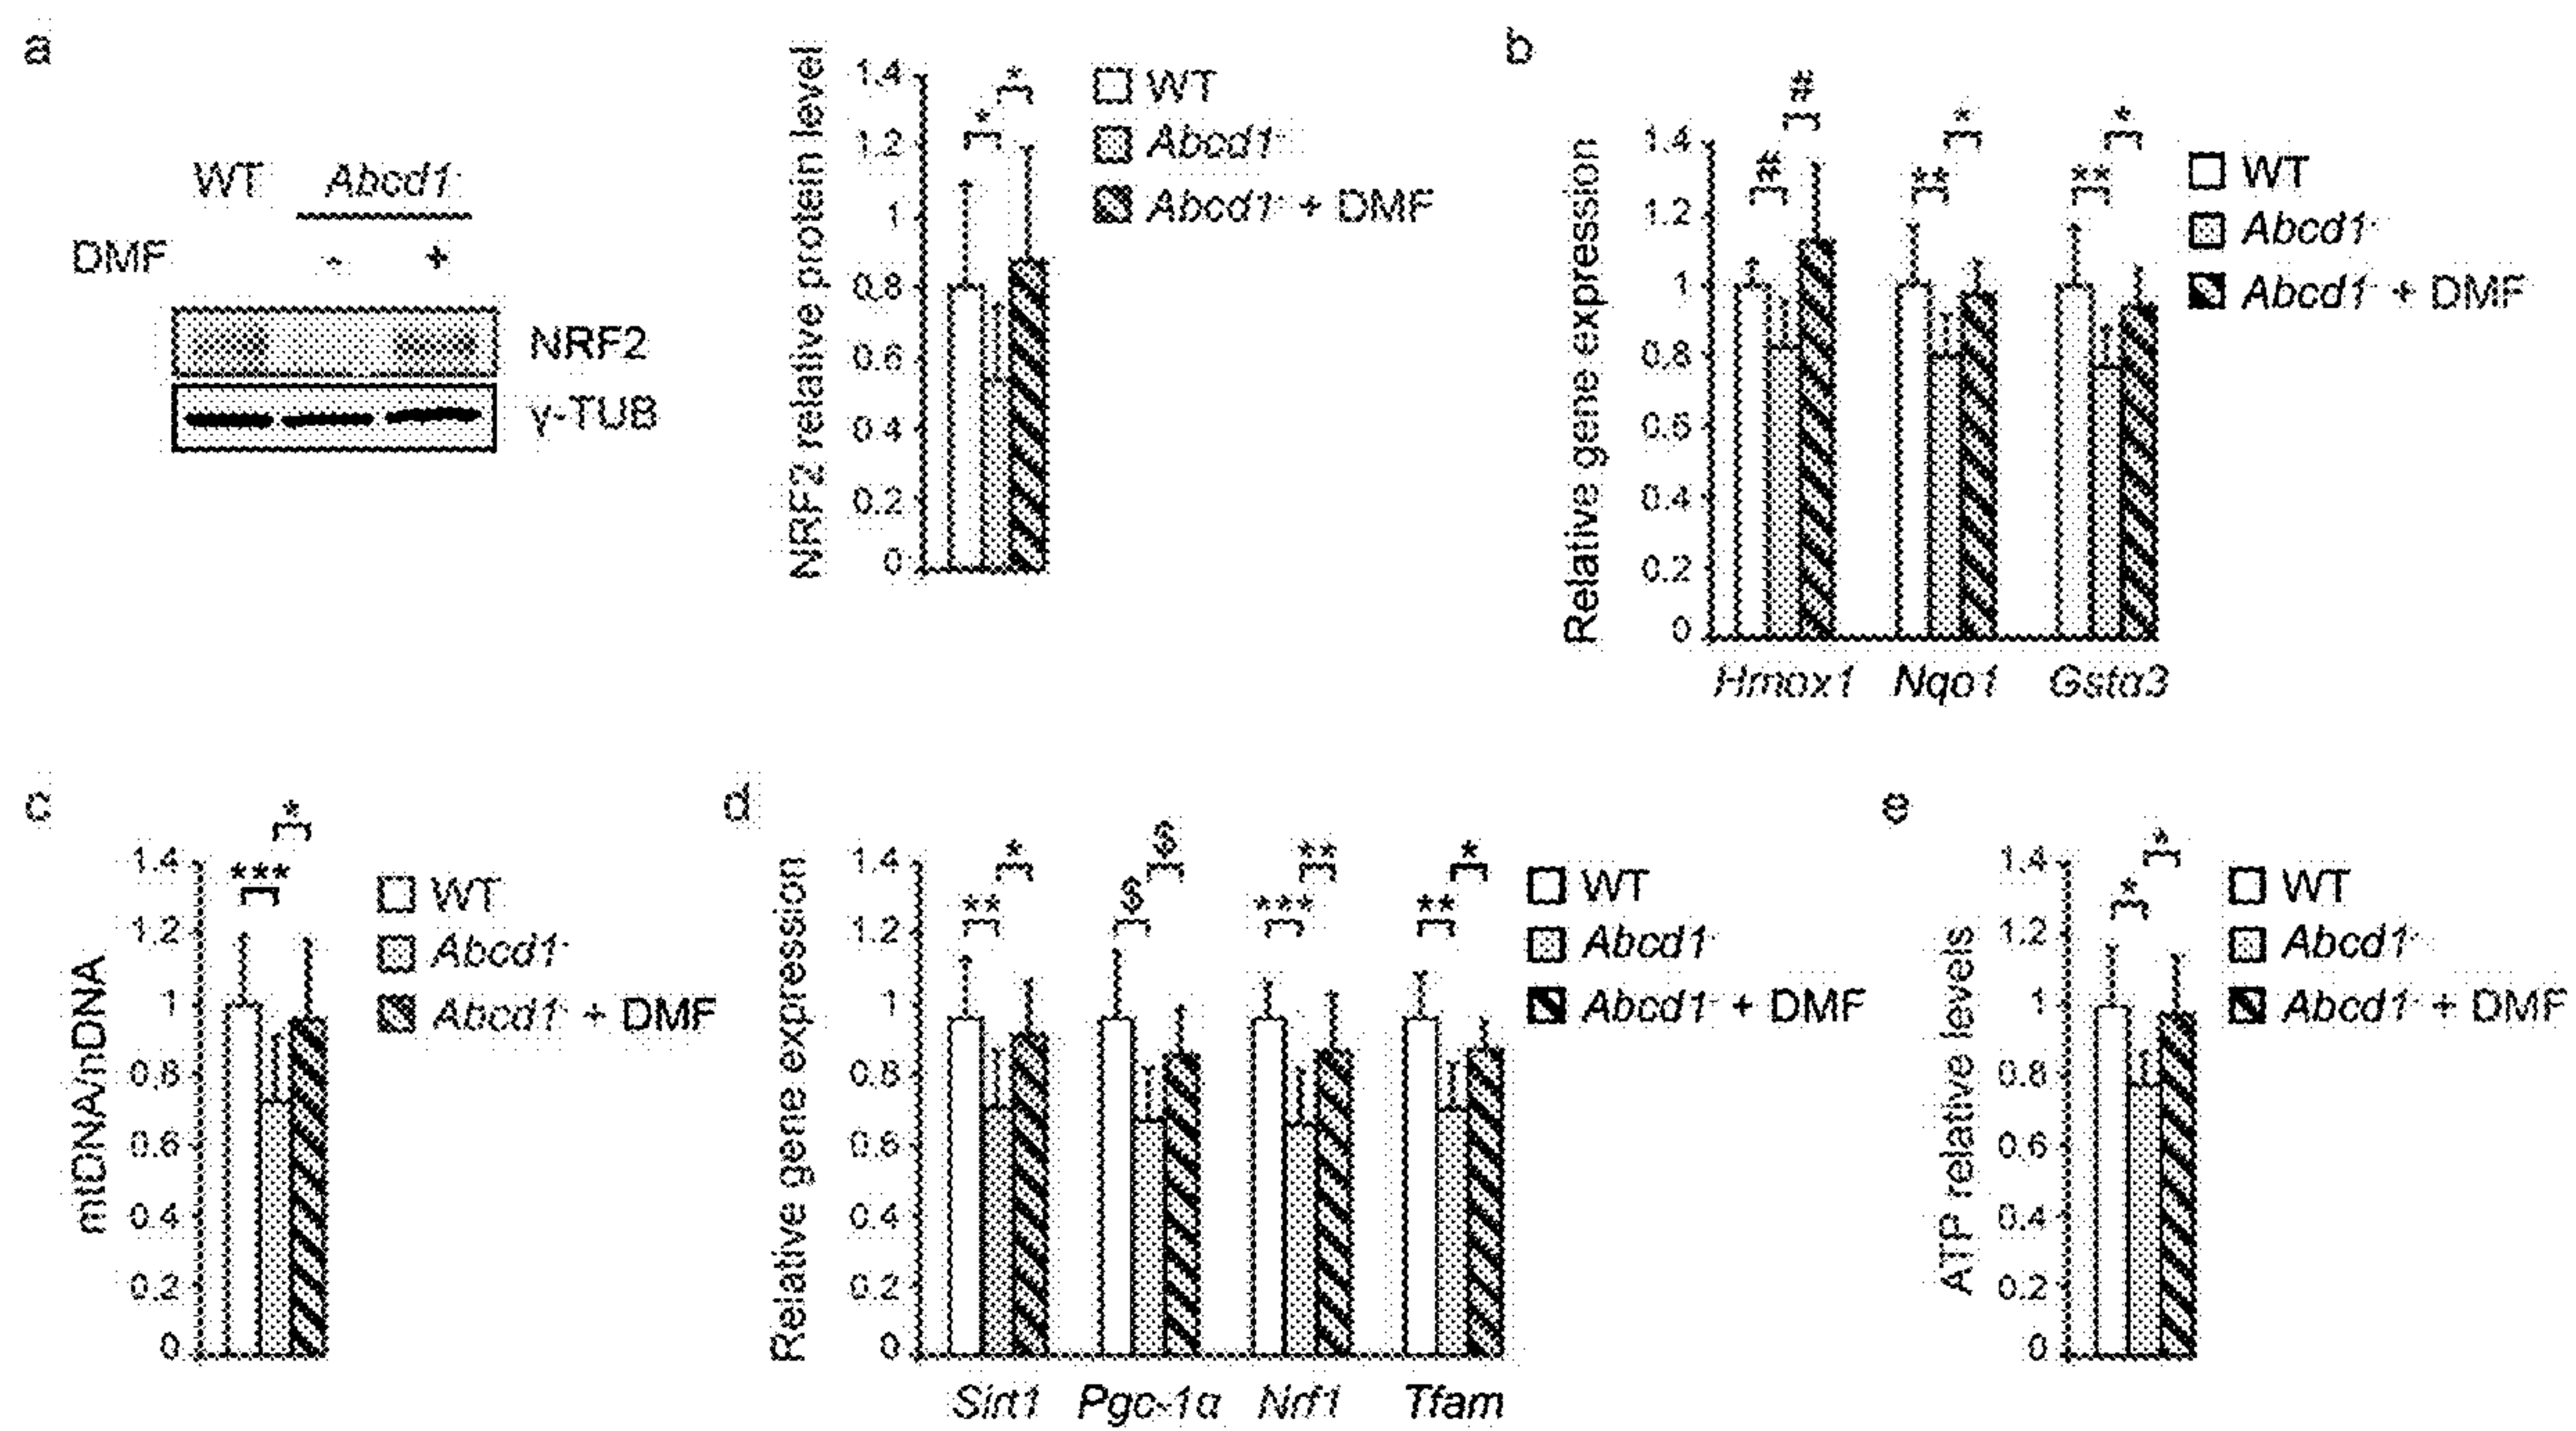 a
WT Abcd1-
DMF - +
NRF2
γ-TUB
NRF2 relative protein level
1.4
1.2
1
0.8
0.6
0.4
0.2
0
*
*
WT
Abcd1-
Abcd1- + DMF
b
Relative gene expression
1.4
1.2
1
0.8
0.6
0.4
0.2
0
#
#
**
*
**
*
Hmox1 Nqo1 Gsta3
WT
Abcd1-
Abcd1- + DMF
c
mtDNA/nDNA
1.4
1.2
1
0.8
0.6
0.4
0.2
0
***
*
WT
Abcd1-
Abcd1- + DMF
d
Relative gene expression
1.4
1.2
1
0.8
0.6
0.4
0.2
0
**
*
$
$
***
**
**
*
Sirt1 Pgc-1α Nrf1 Tfam
WT
Abcd1-
Abcd1- + DMF
e
ATP relative levels
1.4
1.2
1
0.8
0.6
0.4
0.2
0
*
*
WT
Abcd1-
Abcd1- + DMF